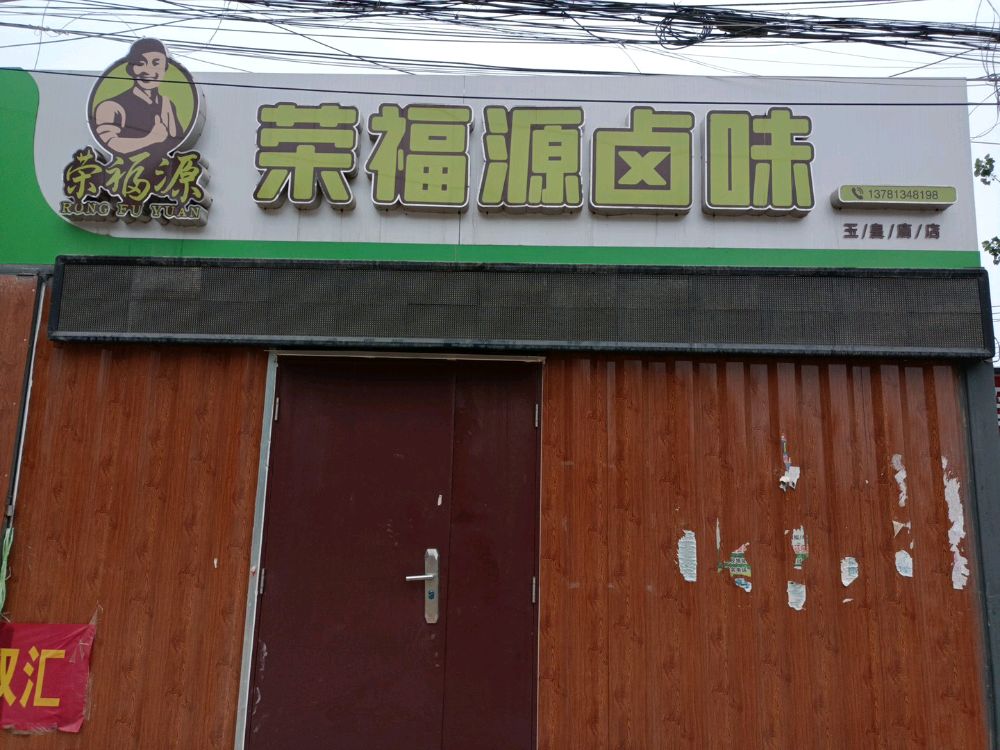 荣福源
RONG FU YUAN
荣福源卤味
13781348198
玉/皇/庙/店
双汇